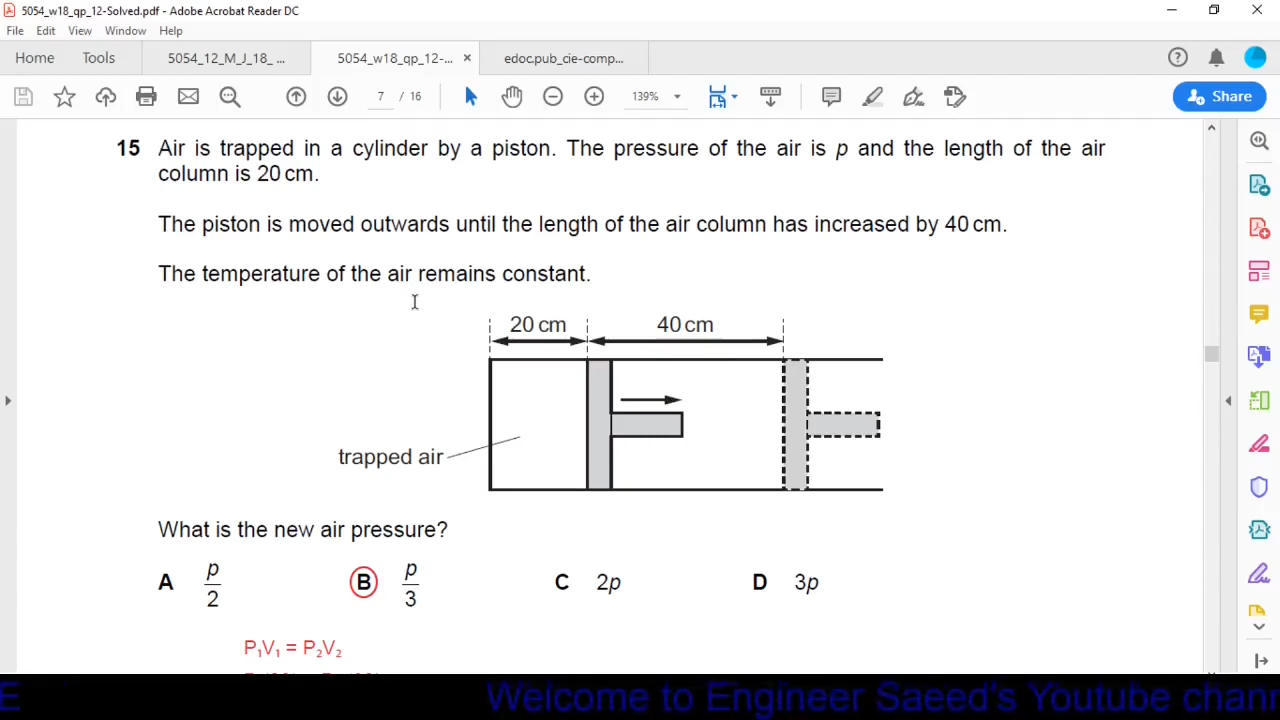 5054_w18_qp_12-Solved.pdf - Adobe Acrobat Reader DC
File Edit View Window Help
Home Tools 5054_12_M_J_18_ ... 5054_w18_qp_12-... × edoc.pub_cie-comp...
7 / 16 139% Share
15 Air is trapped in a cylinder by a piston. The pressure of the air is p and the length of the air
column is 20 cm.
The piston is moved outwards until the length of the air column has increased by 40 cm.
The temperature of the air remains constant.
20 cm 40 cm
trapped air
What is the new air pressure?
A p/2 B p/3 C 2p D 3p
P₁V₁ = P₂V₂
E Welcome to Engineer Saeed's Youtube chan